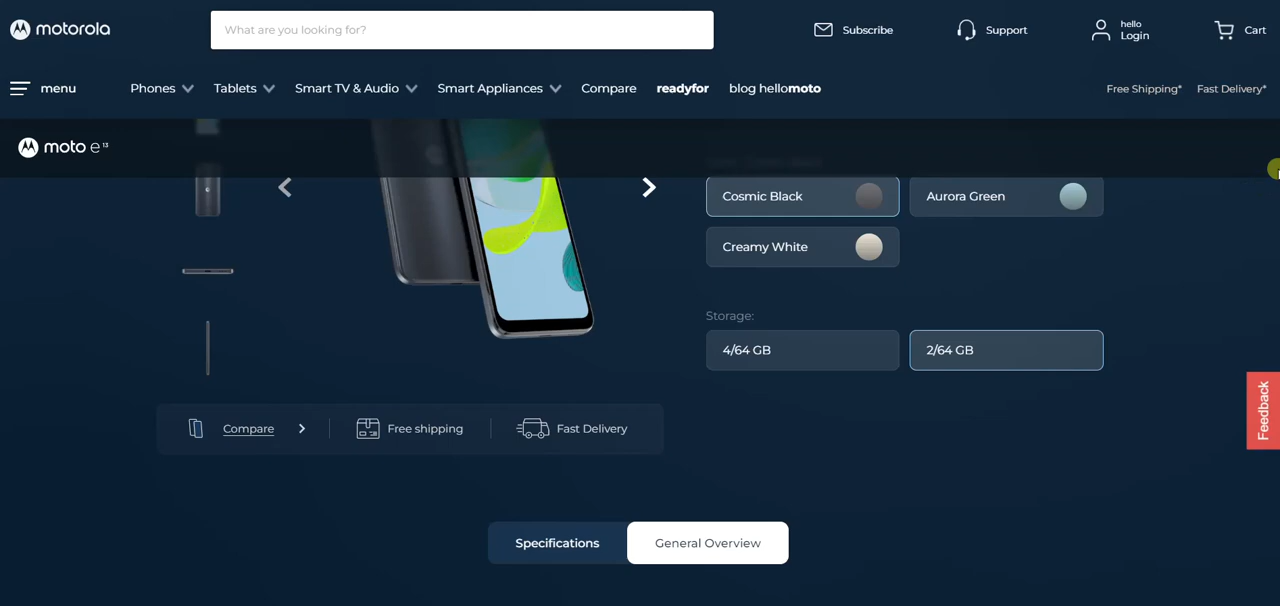 motorola
What are you looking for?
Subscribe
Support
hello
Login
Cart
menu
Phones
Tablets
Smart TV & Audio
Smart Appliances
Compare
readyfor
blog hellomoto
Free Shipping*
Fast Delivery*
moto e13
Cosmic Black
Aurora Green
Creamy White
Storage:
4/64 GB
2/64 GB
Compare
Free shipping
Fast Delivery
Feedback
Specifications
General Overview